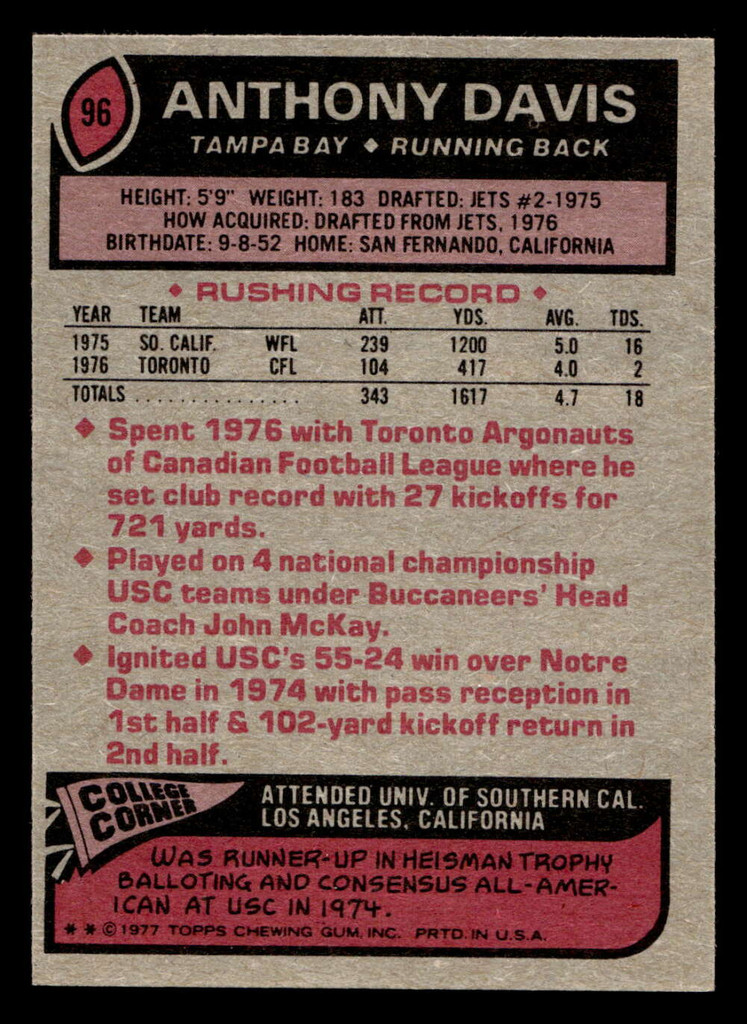 96
ANTHONY DAVIS
TAMPA BAY ♦ RUNNING BACK
HEIGHT: 5'9" WEIGHT: 183 DRAFTED: JETS #2-1975
HOW ACQUIRED: DRAFTED FROM JETS, 1976
BIRTHDATE: 9-8-52 HOME: SAN FERNANDO, CALIFORNIA
♦ RUSHING RECORD ♦
YEAR TEAM ATT. YDS. AVG. TDS.
1975 SO. CALIF. WFL 239 1200 5.0 16
1976 TORONTO CFL 104 417 4.0 2
TOTALS . . . . . . . . . . . . . . . 343 1617 4.7 18
♦ Spent 1976 with Toronto Argonauts
of Canadian Football League where he
set club record with 27 kickoffs for
721 yards.
♦ Played on 4 national championship
USC teams under Buccaneers' Head
Coach John McKay.
♦ Ignited USC's 55-24 win over Notre
Dame in 1974 with pass reception in
1st half & 102-yard kickoff return in
2nd half.
COLLEGE
CORNER
ATTENDED UNIV. OF SOUTHERN CAL.
LOS ANGELES, CALIFORNIA
WAS RUNNER-UP IN HEISMAN TROPHY
BALLOTING AND CONSENSUS ALL-AMER-
ICAN AT USC IN 1974.
* * © 1977 TOPPS CHEWING GUM, INC. PRTD. IN U.S.A.